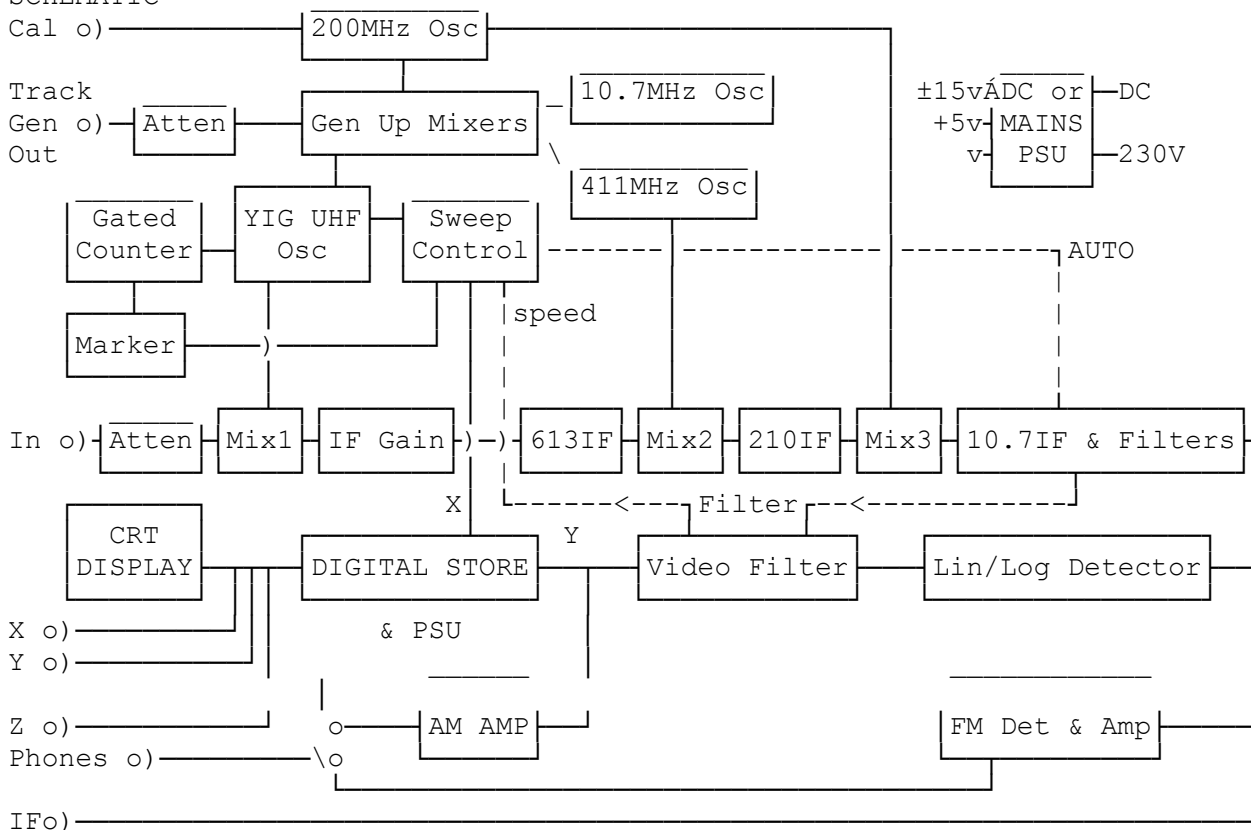 SCHEMATIC
Cal o) 200MHz Osc
Track 10.7MHz Osc ±15vÁDC or DC
Gen o) Atten Gen Up Mixers +5v MAINS
Out v PSU 230V
411MHz Osc
Gated YIG UHF Sweep
Counter Osc Control AUTO
speed
Marker )
In o) Atten Mix1 IF Gain ) ) 613IF Mix2 210IF Mix3 10.7IF & Filters
X < Filter <
CRT Y
DISPLAY DIGITAL STORE Video Filter Lin/Log Detector
X o) & PSU
Y o)
Z o) o AM AMP FM Det & Amp
Phones o) \o
IFo)